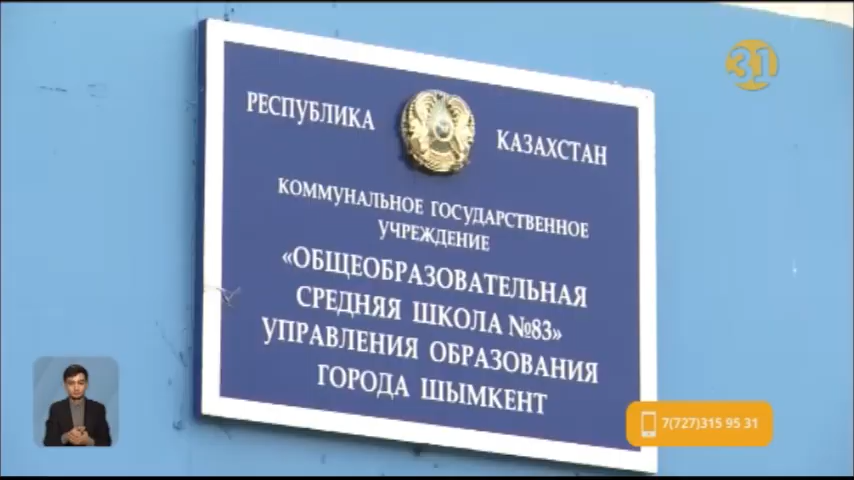 31
РЕСПУБЛИКА КАЗАХСТАН
КОММУНАЛЬНОЕ ГОСУДАРСТВЕННОЕ
УЧРЕЖДЕНИЕ
«ОБЩЕОБРАЗОВАТЕЛЬНАЯ
СРЕДНЯЯ ШКОЛА №83»
УПРАВЛЕНИЯ ОБРАЗОВАНИЯ
ГОРОДА ШЫМКЕНТ
7(727)315 95 31